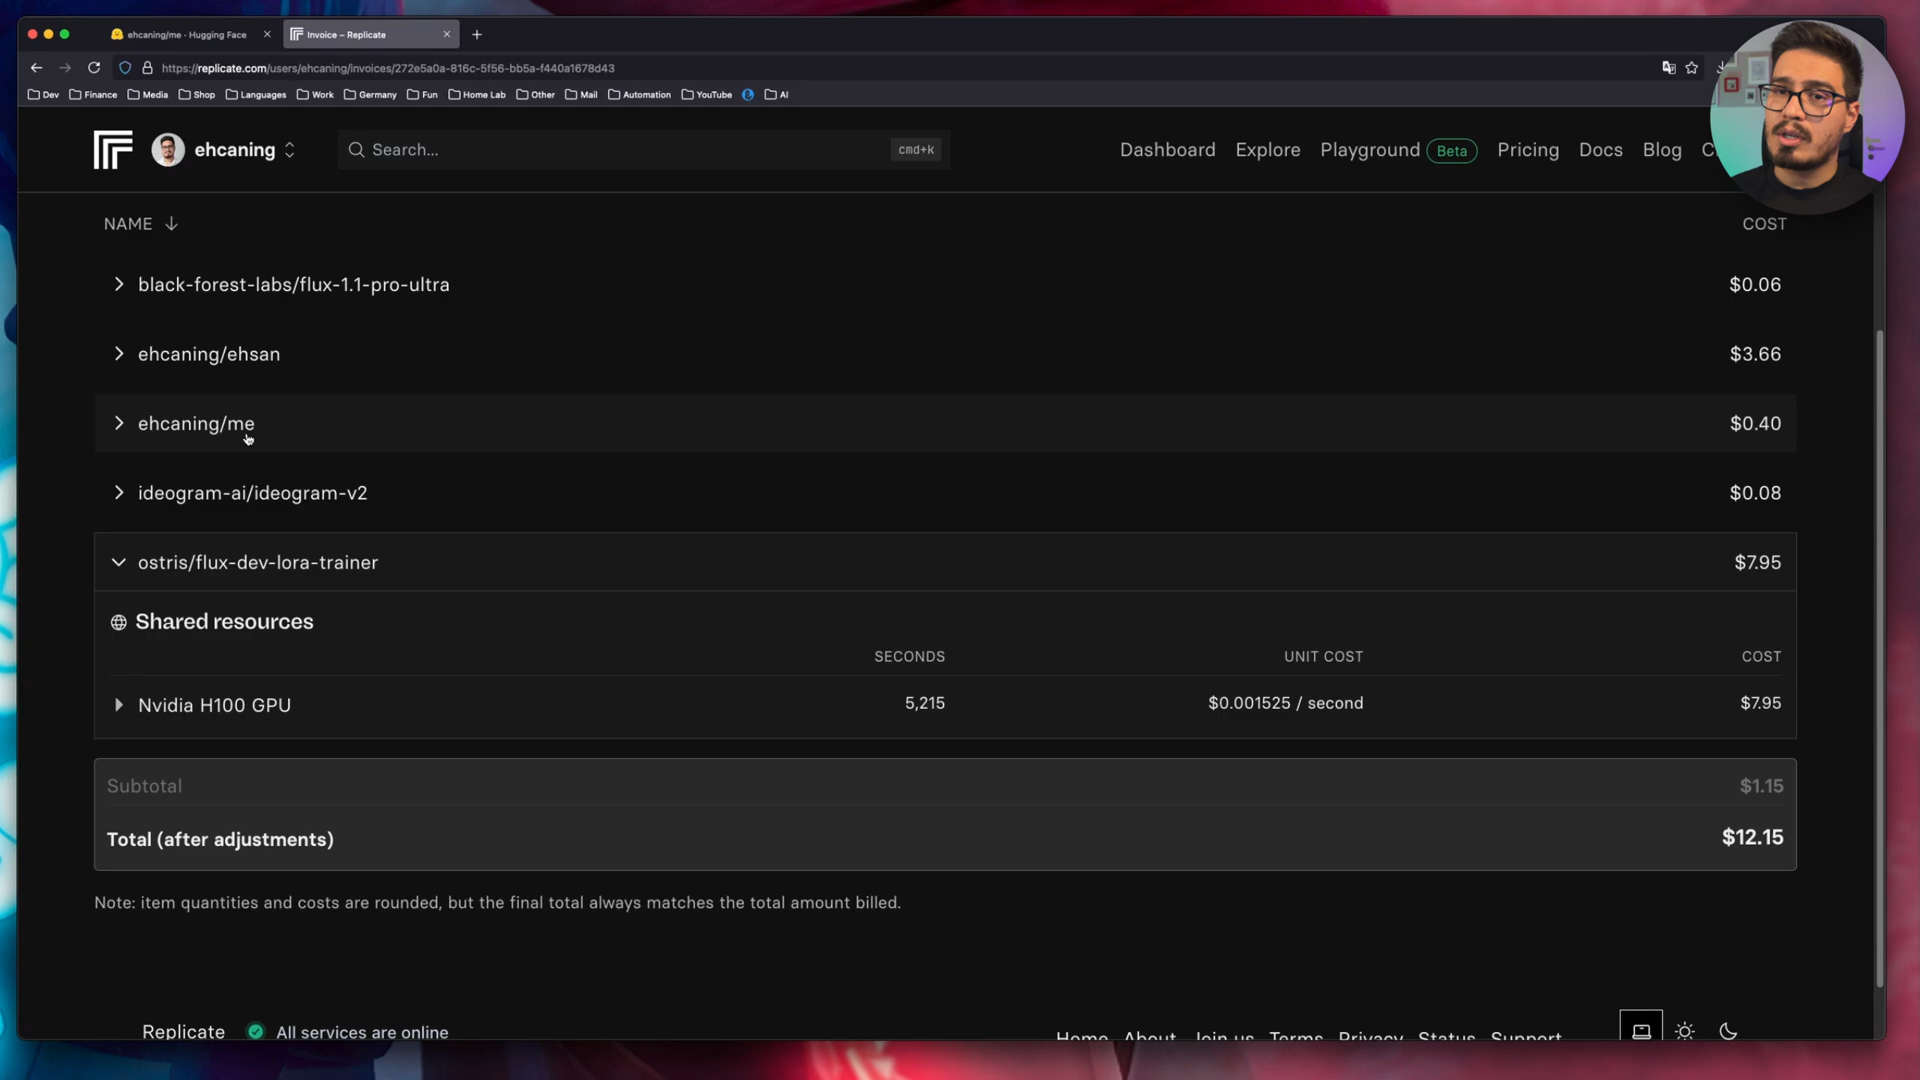 ehcaning/me · Hugging Face
Invoice – Replicate
https://replicate.com/users/ehcaning/invoices/272e5a0a-816c-5f56-bb5a-f440a1678d43
Dev Finance Media Shop Languages Work Germany Fun Home Lab Other Mail Automation YouTube AI
ehcaning Search... cmd+k Dashboard Explore Playground Beta Pricing Docs Blog
NAME COST
black-forest-labs/flux-1.1-pro-ultra $0.06
ehcaning/ehsan $3.66
ehcaning/me $0.40
ideogram-ai/ideogram-v2 $0.08
ostris/flux-dev-lora-trainer $7.95
Shared resources
SECONDS UNIT COST COST
Nvidia H100 GPU 5,215 $0.001525 / second $7.95
Subtotal $1.15
Total (after adjustments) $12.15
Note: item quantities and costs are rounded, but the final total always matches the total amount billed.
Replicate All services are online Home About Join us Terms Privacy Status Support